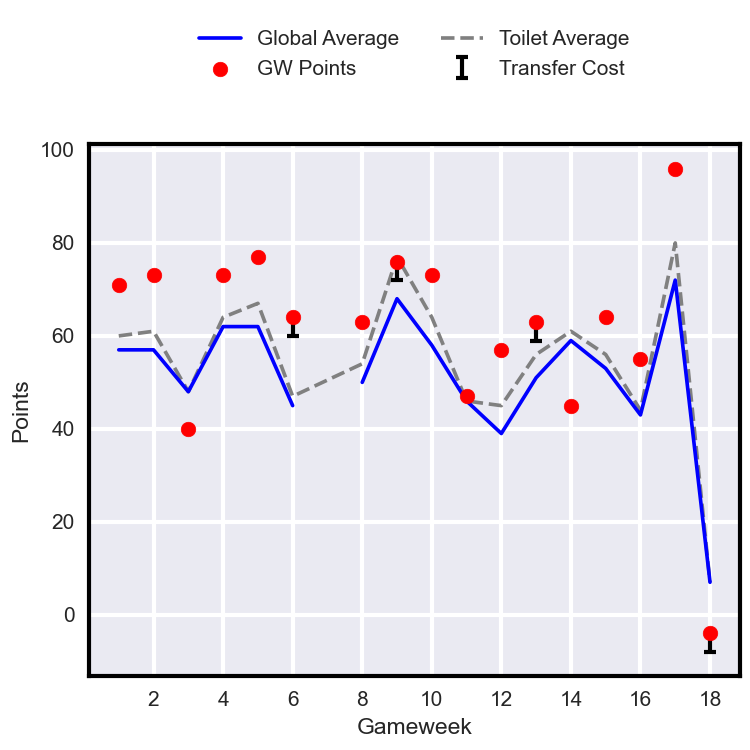 Global Average
Toilet Average
GW Points
Transfer Cost
100
80
60
40
20
0
Points
2 4 6 8 10 12 14 16 18
Gameweek